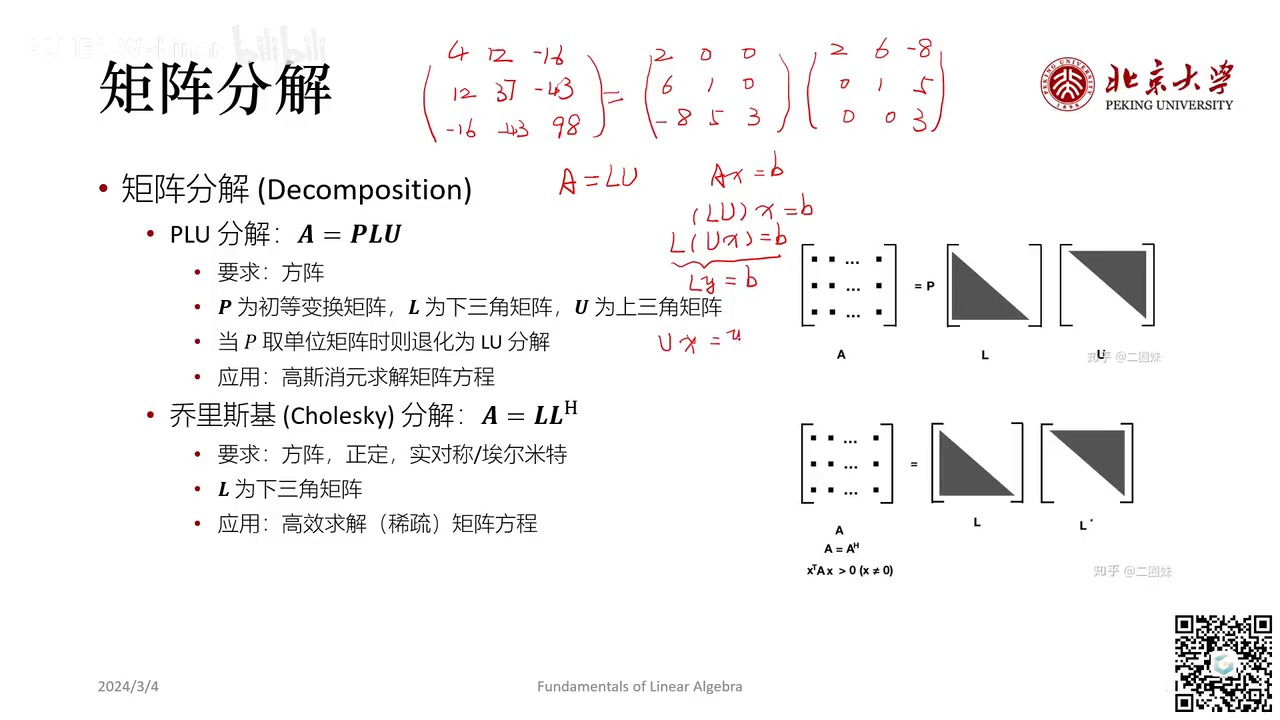 矩阵分解
4 12 -16
12 37 -43
-16 -43 98
=
2 0 0
6 1 0
-8 5 3
2 6 -8
0 1 5
0 0 3
北京大学
PEKING UNIVERSITY
• 矩阵分解 (Decomposition)
A = LU
Ax = b
(LU)x = b
L(Ux) = b
Ly = b
Ux = y
• PLU 分解：A = PLU
• 要求：方阵
• P 为初等变换矩阵，L 为下三角矩阵，U 为上三角矩阵
• 当 P 取单位矩阵时则退化为 LU 分解
• 应用：高斯消元求解矩阵方程
• 乔里斯基 (Cholesky) 分解：A = LLᴴ
• 要求：方阵，正定，实对称/埃尔米特
• L 为下三角矩阵
• 应用：高效求解（稀疏）矩阵方程
= P
A L U
知乎 @二圈妹
=
A L L*
A = Aᴴ
xᵀA x > 0 (x ≠ 0)
知乎 @二圈妹
2024/3/4
Fundamentals of Linear Algebra